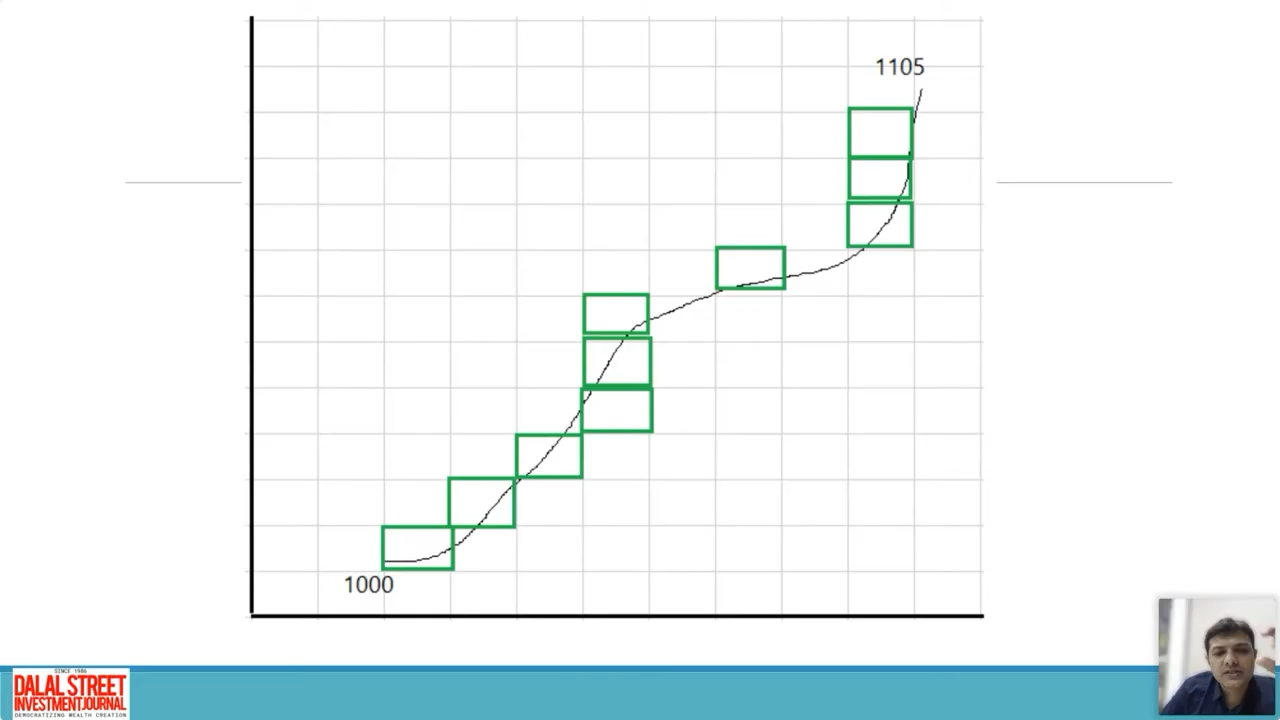 1105
1000
SINCE 1986
DALAL STREET
INVESTMENT JOURNAL
DEMOCRATIZING WEALTH CREATION